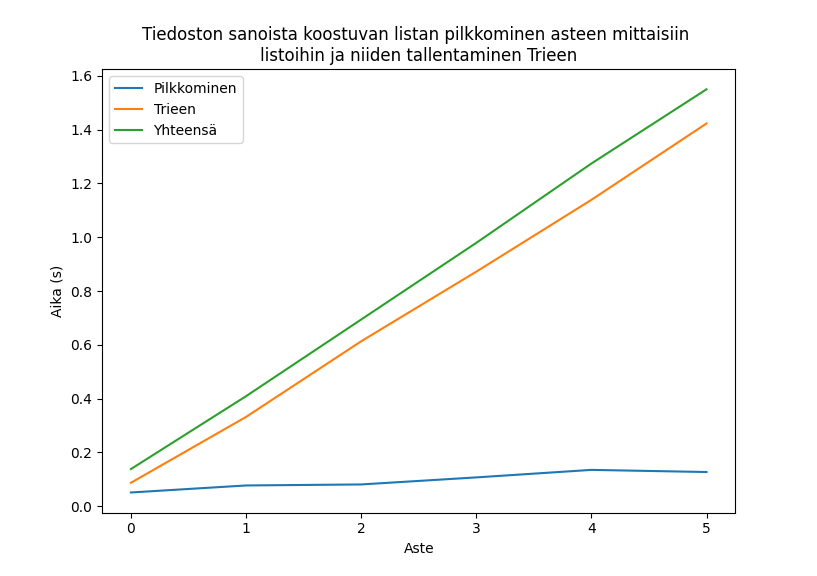 Tiedoston sanoista koostuvan listan pilkkominen asteen mittaisiin
listoihin ja niiden tallentaminen Trieen
Pilkkominen
Trieen
Yhteensä
1.6
1.4
1.2
1.0
0.8
0.6
0.4
0.2
0.0
Aika (s)
0 1 2 3 4 5
Aste